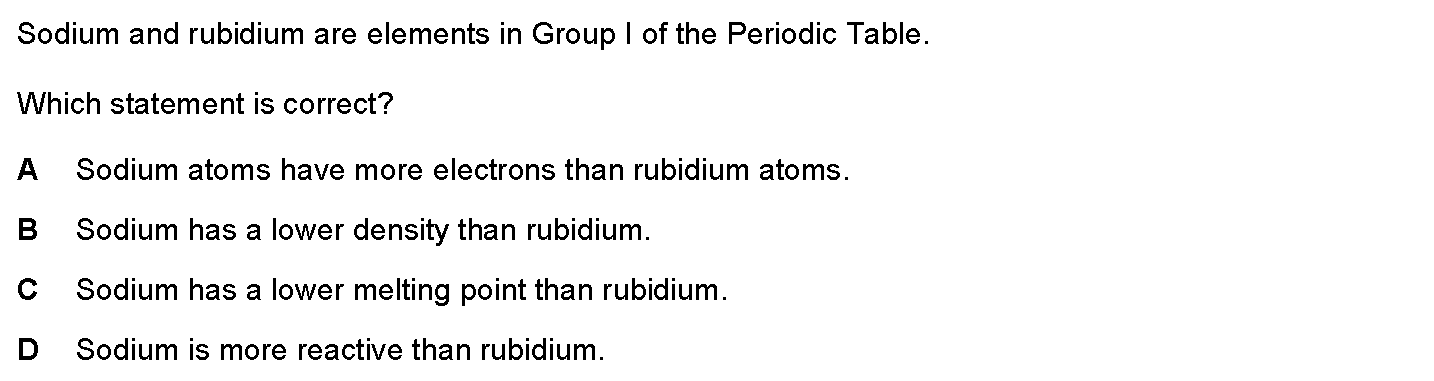 Sodium and rubidium are elements in Group I of the Periodic Table.
Which statement is correct?
A Sodium atoms have more electrons than rubidium atoms.
B Sodium has a lower density than rubidium.
C Sodium has a lower melting point than rubidium.
D Sodium is more reactive than rubidium.